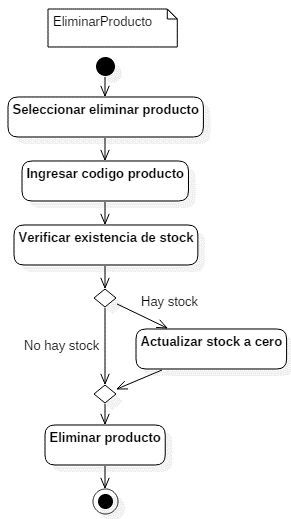 EliminarProducto
Seleccionar eliminar producto
Ingresar codigo producto
Verificar existencia de stock
Hay stock
No hay stock
Actualizar stock a cero
Eliminar producto